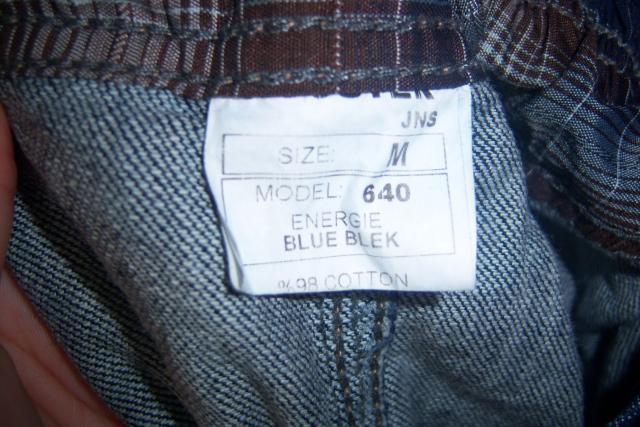 JNS
SIZE: M
MODEL: 640
ENERGIE
BLUE BLEK
%98 COTTON